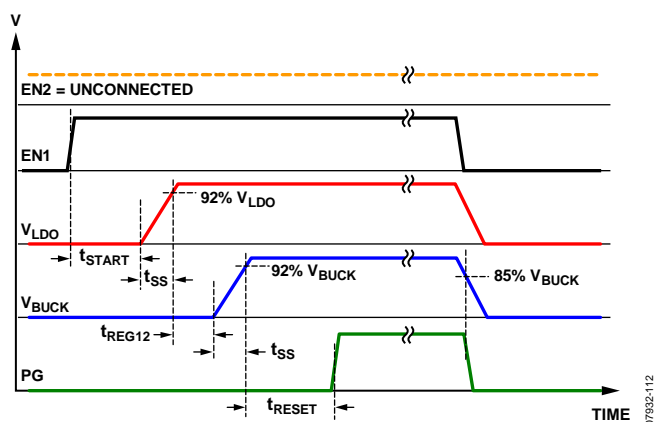 V
EN2 = UNCONNECTED
EN1
92% VLDO
VLDO
tSTART
tSS
92% VBUCK
85% VBUCK
VBUCK
tREG12
tSS
PG
tRESET
TIME
07932-112